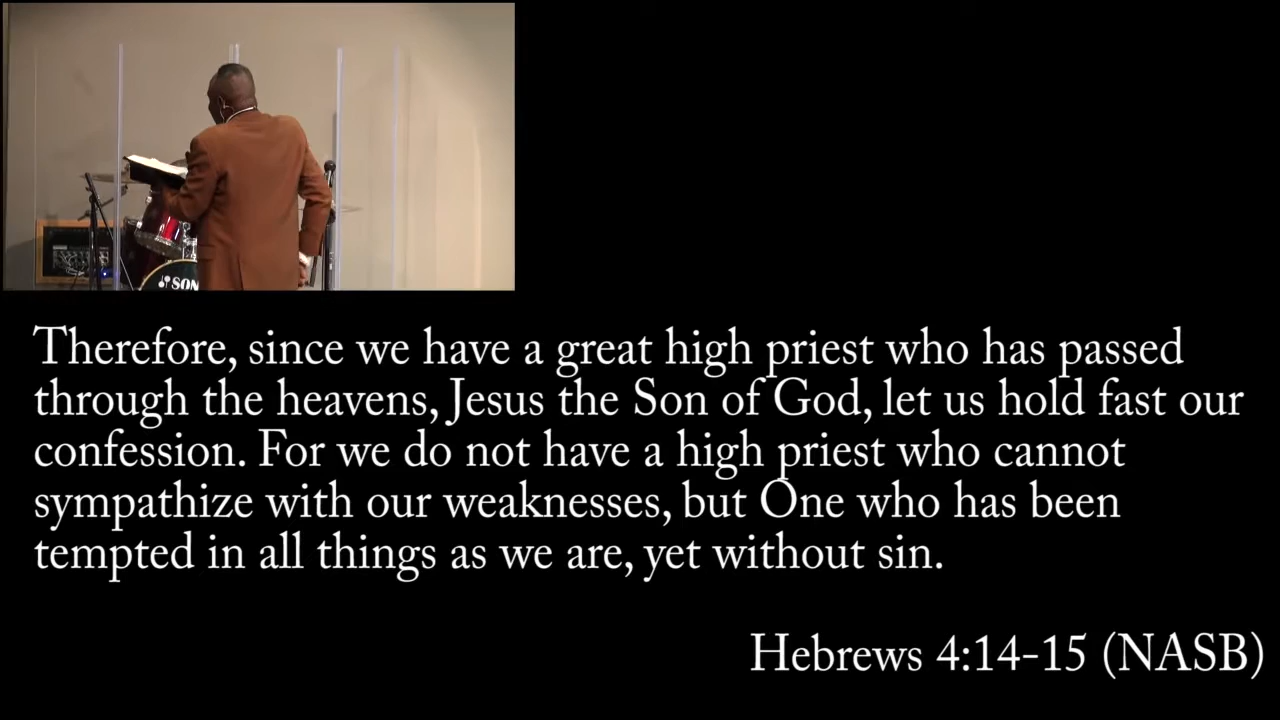 SON
Therefore, since we have a great high priest who has passed
through the heavens, Jesus the Son of God, let us hold fast our
confession. For we do not have a high priest who cannot
sympathize with our weaknesses, but One who has been
tempted in all things as we are, yet without sin.
Hebrews 4:14-15 (NASB)